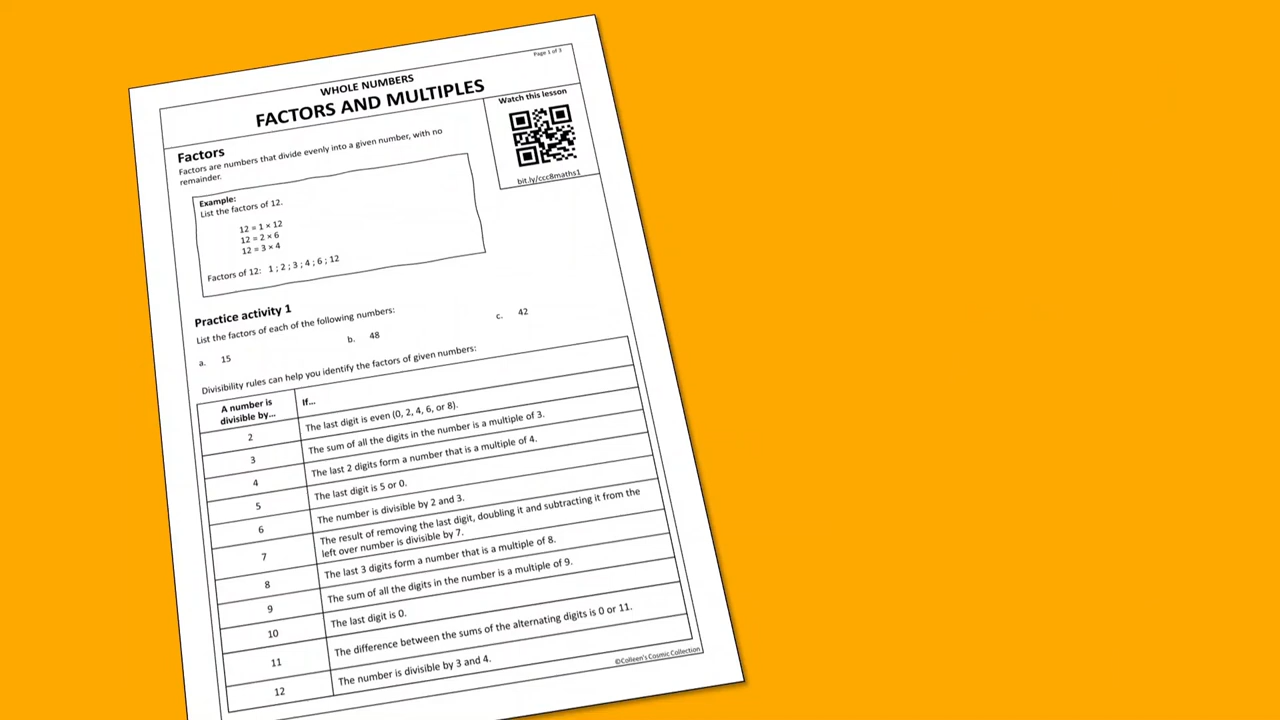 Page 1 of 3
WHOLE NUMBERS
FACTORS AND MULTIPLES
Watch this lesson
bit.ly/ccc8maths1
Factors
Factors are numbers that divide evenly into a given number, with no
remainder.
Example:
List the factors of 12.
12 = 1 × 12
12 = 2 × 6
12 = 3 × 4
Factors of 12: 1 ; 2 ; 3 ; 4 ; 6 ; 12
Practice activity 1
List the factors of each of the following numbers:
a. 15 b. 48 c. 42
Divisibility rules can help you identify the factors of given numbers:
A number is
divisible by... If...
2 The last digit is even (0, 2, 4, 6, or 8).
3 The sum of all the digits in the number is a multiple of 3.
4 The last 2 digits form a number that is a multiple of 4.
5 The last digit is 5 or 0.
6 The number is divisible by 2 and 3.
7 The result of removing the last digit, doubling it and subtracting it from the
left over number is divisible by 7.
8 The last 3 digits form a number that is a multiple of 8.
9 The sum of all the digits in the number is a multiple of 9.
10 The last digit is 0.
11 The difference between the sums of the alternating digits is 0 or 11.
12 The number is divisible by 3 and 4.
©Colleen's Cosmic Collection